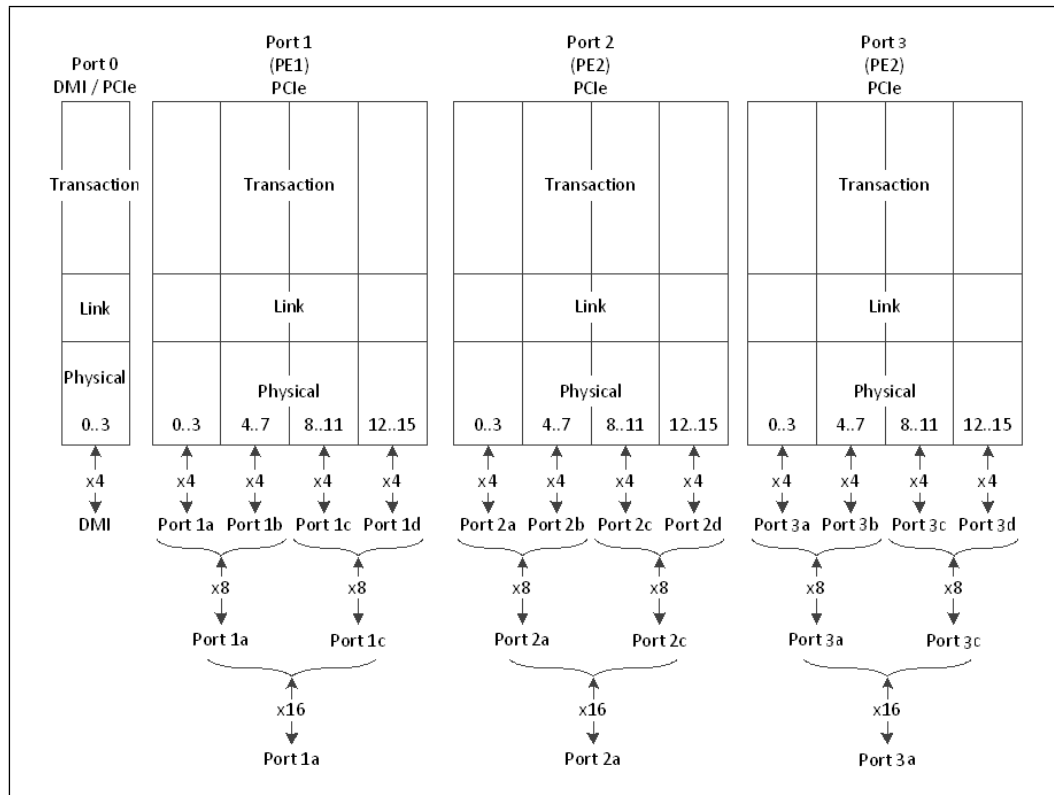 Port 0
DMI / PCIe
Port 1
(PE1)
PCIe
Port 2
(PE2)
PCIe
Port 3
(PE2)
PCIe
Transaction
Transaction
Transaction
Transaction
Link
Link
Link
Link
Physical
Physical
Physical
Physical
0..3
0..3 4..7 8..11 12..15
0..3 4..7 8..11 12..15
0..3 4..7 8..11 12..15
x4
x4 x4 x4 x4
x4 x4 x4 x4
x4 x4 x4 x4
DMI
Port 1a Port 1b Port 1c Port 1d
Port 2a Port 2b Port 2c Port 2d
Port 3a Port 3b Port 3c Port 3d
x8 x8
x8 x8
x8 x8
Port 1a Port 1c
Port 2a Port 2c
Port 3a Port 3c
x16
x16
x16
Port 1a
Port 2a
Port 3a